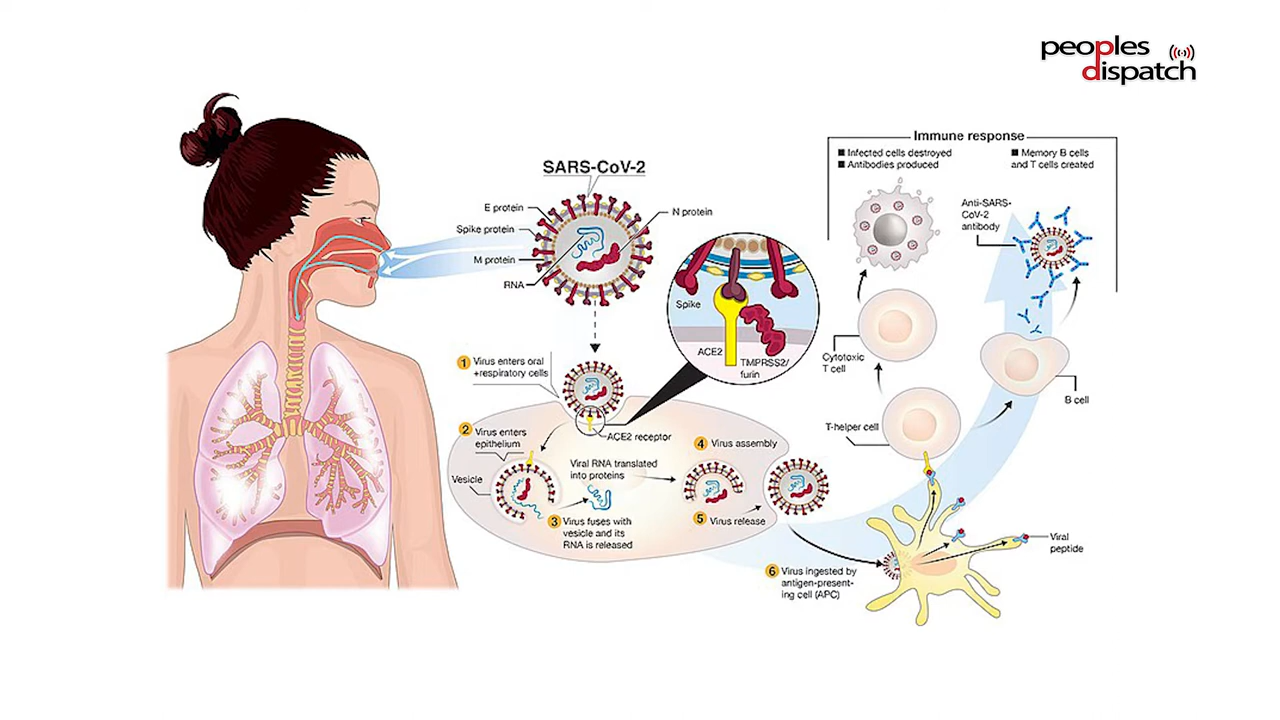 peoples
dispatch
Immune response
Infected cells destroyed
Antibodies produced
Memory B cells
and T cells created
SARS-CoV-2
E protein
Spike protein
M protein
RNA
N protein
Anti-SARS-
CoV-2
antibody
Spike
ACE2
TMPRSS2/
furin
Cytotoxic
T cell
B cell
T-helper cell
1 Virus enters oral
+respiratory cells
ACE2 receptor
2 Virus enters
epithelium
Vesicle
Viral RNA translated
into proteins
3 Virus fuses with
vesicle and its
RNA is released
4 Virus assembly
5 Virus release
6 Virus ingested by
antigen-present-
ing cell (APC)
Viral
peptide